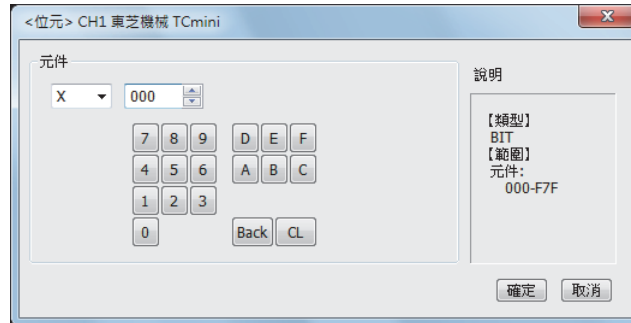 <位元> CH1 東芝機械 TCmini
元件
X
000
7 8 9 D E F
4 5 6 A B C
1 2 3
0 Back CL
說明
【類型】
BIT
【範圍】
元件:
000-F7F
確定 取消